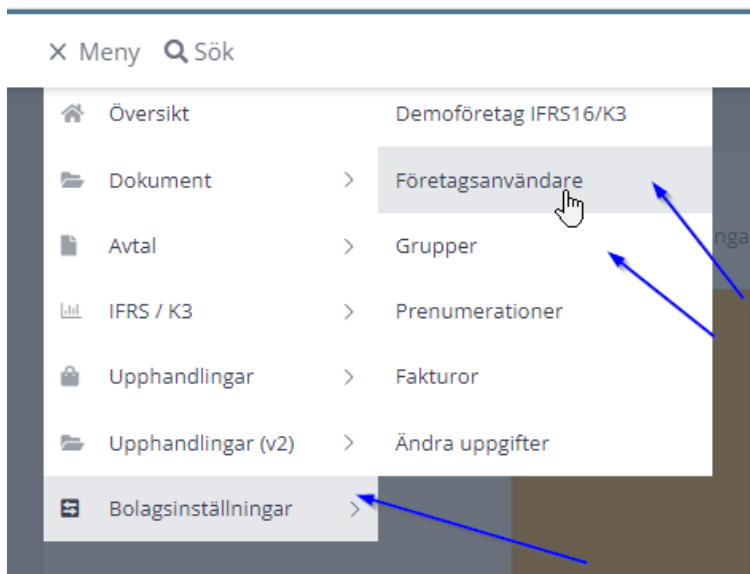 Meny Sök
Översikt
Dokument
Avtal
IFRS / K3
Upphandlingar
Upphandlingar (v2)
Bolagsinställningar
Demoföretag IFRS16/K3
Företagsanvändare
Grupper
Prenumerationer
Fakturor
Ändra uppgifter